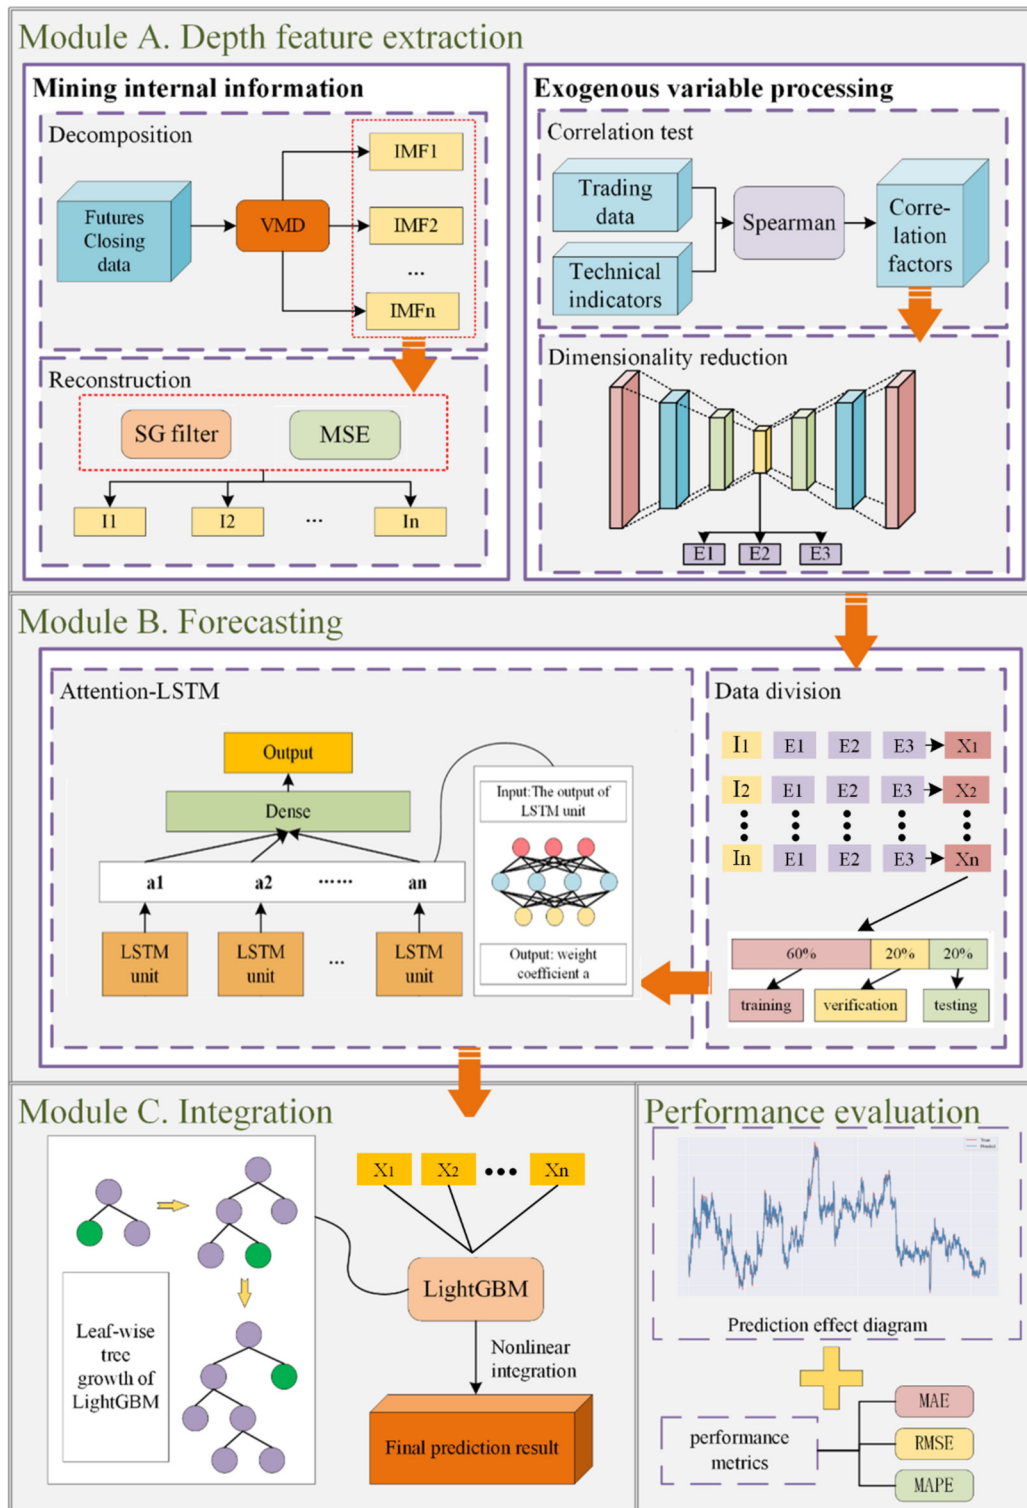 Module A. Depth feature extraction
Mining internal information
Decomposition
Futures
Closing
data
VMD
IMF1
IMF2
...
IMFn
Reconstruction
SG filter
MSE
I1
I2
...
In
Exogenous variable processing
Correlation test
Trading
data
Technical
indicators
Spearman
Corre-
lation
factors
Dimensionality reduction
E1
E2
E3
Module B. Forecasting
Attention-LSTM
Output
Dense
a1
a2
......
an
LSTM
unit
LSTM
unit
...
LSTM
unit
Input:The output of
LSTM unit
Output: weight
coefficient a
Data division
I1 E1 E2 E3 X1
I2 E1 E2 E3 X2
In E1 E2 E3 Xn
60% 20% 20%
training verification testing
Module C. Integration
Leaf-wise
tree
growth of
LightGBM
X1 X2 ••• Xn
LightGBM
Nonlinear
integration
Final prediction result
Performance evaluation
True
Predict
Prediction effect diagram
performance
metrics
MAE
RMSE
MAPE